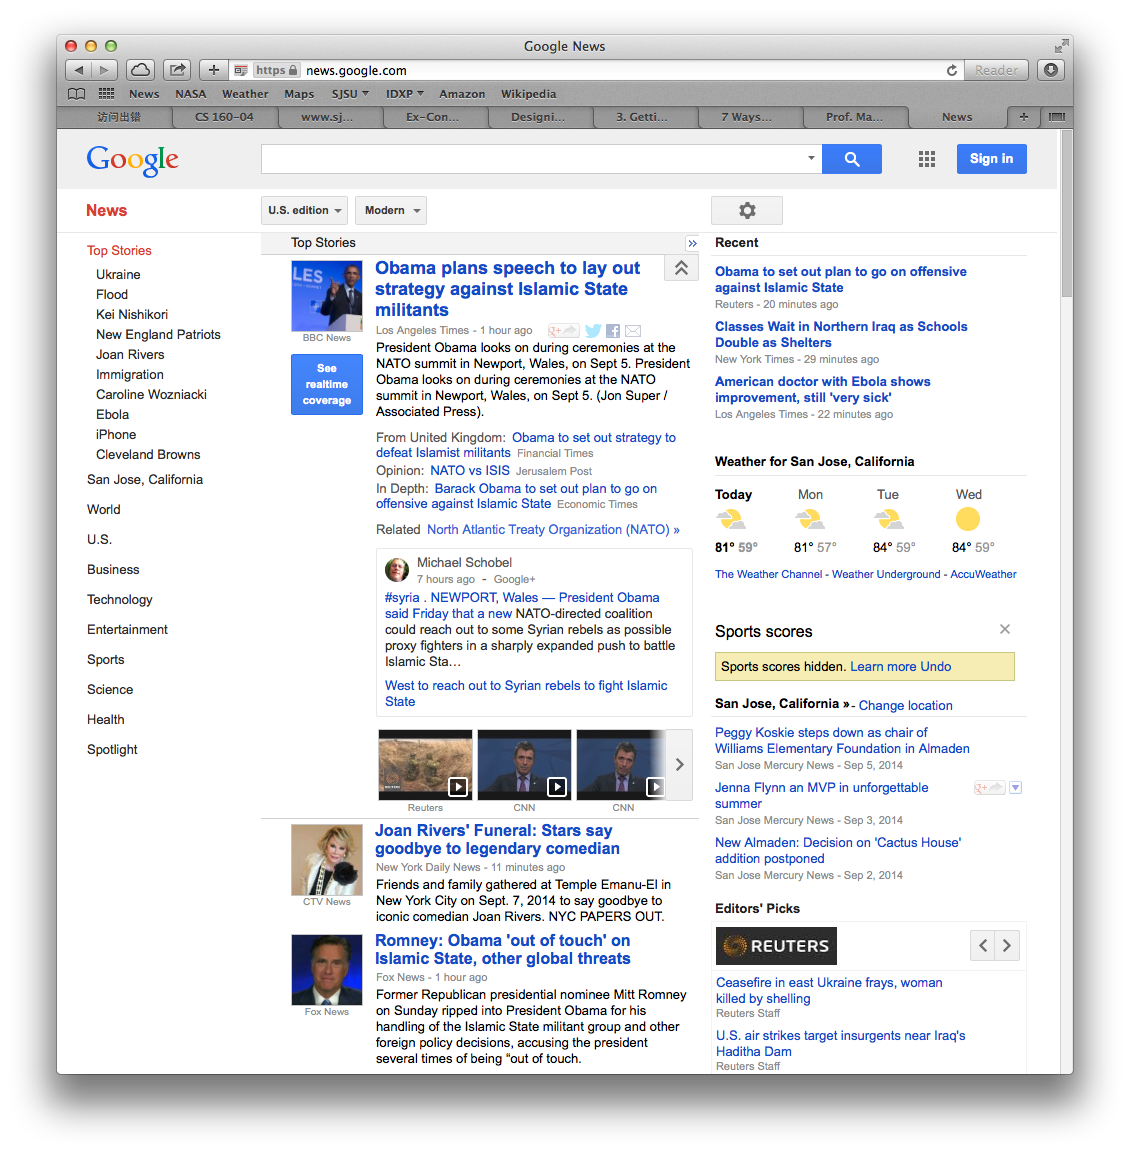 Google News
https
news.google.com
Reader
News
NASA
Weather
Maps
SJSU
IDXP
Amazon
Wikipedia
访问出错
CS 160-04
www.sj...
Ex-Con...
Designi...
3. Getti...
7 Ways...
Prof. Ma...
News
Google
Sign in
News
U.S. edition
Modern
Top Stories
Ukraine
Flood
Kei Nishikori
New England Patriots
Joan Rivers
Immigration
Caroline Wozniacki
Ebola
iPhone
Cleveland Browns
San Jose, California
World
U.S.
Business
Technology
Entertainment
Sports
Science
Health
Spotlight
Top Stories
»
LES
BBC News
See
realtime
coverage
Obama plans speech to lay out
strategy against Islamic State
militants
Los Angeles Times - 1 hour ago
President Obama looks on during ceremonies at the
NATO summit in Newport, Wales, on Sept 5. President
Obama looks on during ceremonies at the NATO
summit in Newport, Wales, on Sept 5. (Jon Super /
Associated Press).
From United Kingdom: Obama to set out strategy to
defeat Islamist militants Financial Times
Opinion: NATO vs ISIS Jerusalem Post
In Depth: Barack Obama to set out plan to go on
offensive against Islamic State Economic Times
Related North Atlantic Treaty Organization (NATO) »
Michael Schobel
7 hours ago - Google+
#syria . NEWPORT, Wales — President Obama
said Friday that a new NATO-directed coalition
could reach out to some Syrian rebels as possible
proxy fighters in a sharply expanded push to battle
Islamic Sta…
West to reach out to Syrian rebels to fight Islamic
State
Reuters
CNN
CNN
CTV News
Joan Rivers' Funeral: Stars say
goodbye to legendary comedian
New York Daily News - 11 minutes ago
Friends and family gathered at Temple Emanu-El in
New York City on Sept. 7, 2014 to say goodbye to
iconic comedian Joan Rivers. NYC PAPERS OUT.
Fox News
Romney: Obama 'out of touch' on
Islamic State, other global threats
Fox News - 1 hour ago
Former Republican presidential nominee Mitt Romney
on Sunday ripped into President Obama for his
handling of the Islamic State militant group and other
foreign policy decisions, accusing the president
several times of being “out of touch.
Recent
Obama to set out plan to go on offensive
against Islamic State
Reuters - 20 minutes ago
Classes Wait in Northern Iraq as Schools
Double as Shelters
New York Times - 29 minutes ago
American doctor with Ebola shows
improvement, still 'very sick'
Los Angeles Times - 22 minutes ago
Weather for San Jose, California
Today Mon Tue Wed
81° 59° 81° 57° 84° 59° 84° 59°
The Weather Channel - Weather Underground - AccuWeather
Sports scores
Sports scores hidden. Learn more Undo
San Jose, California » - Change location
Peggy Koskie steps down as chair of
Williams Elementary Foundation in Almaden
San Jose Mercury News - Sep 5, 2014
Jenna Flynn an MVP in unforgettable
summer
San Jose Mercury News - Sep 3, 2014
New Almaden: Decision on 'Cactus House'
addition postponed
San Jose Mercury News - Sep 2, 2014
Editors' Picks
REUTERS
Ceasefire in east Ukraine frays, woman
killed by shelling
Reuters Staff
U.S. air strikes target insurgents near Iraq's
Haditha Dam
Reuters Staff